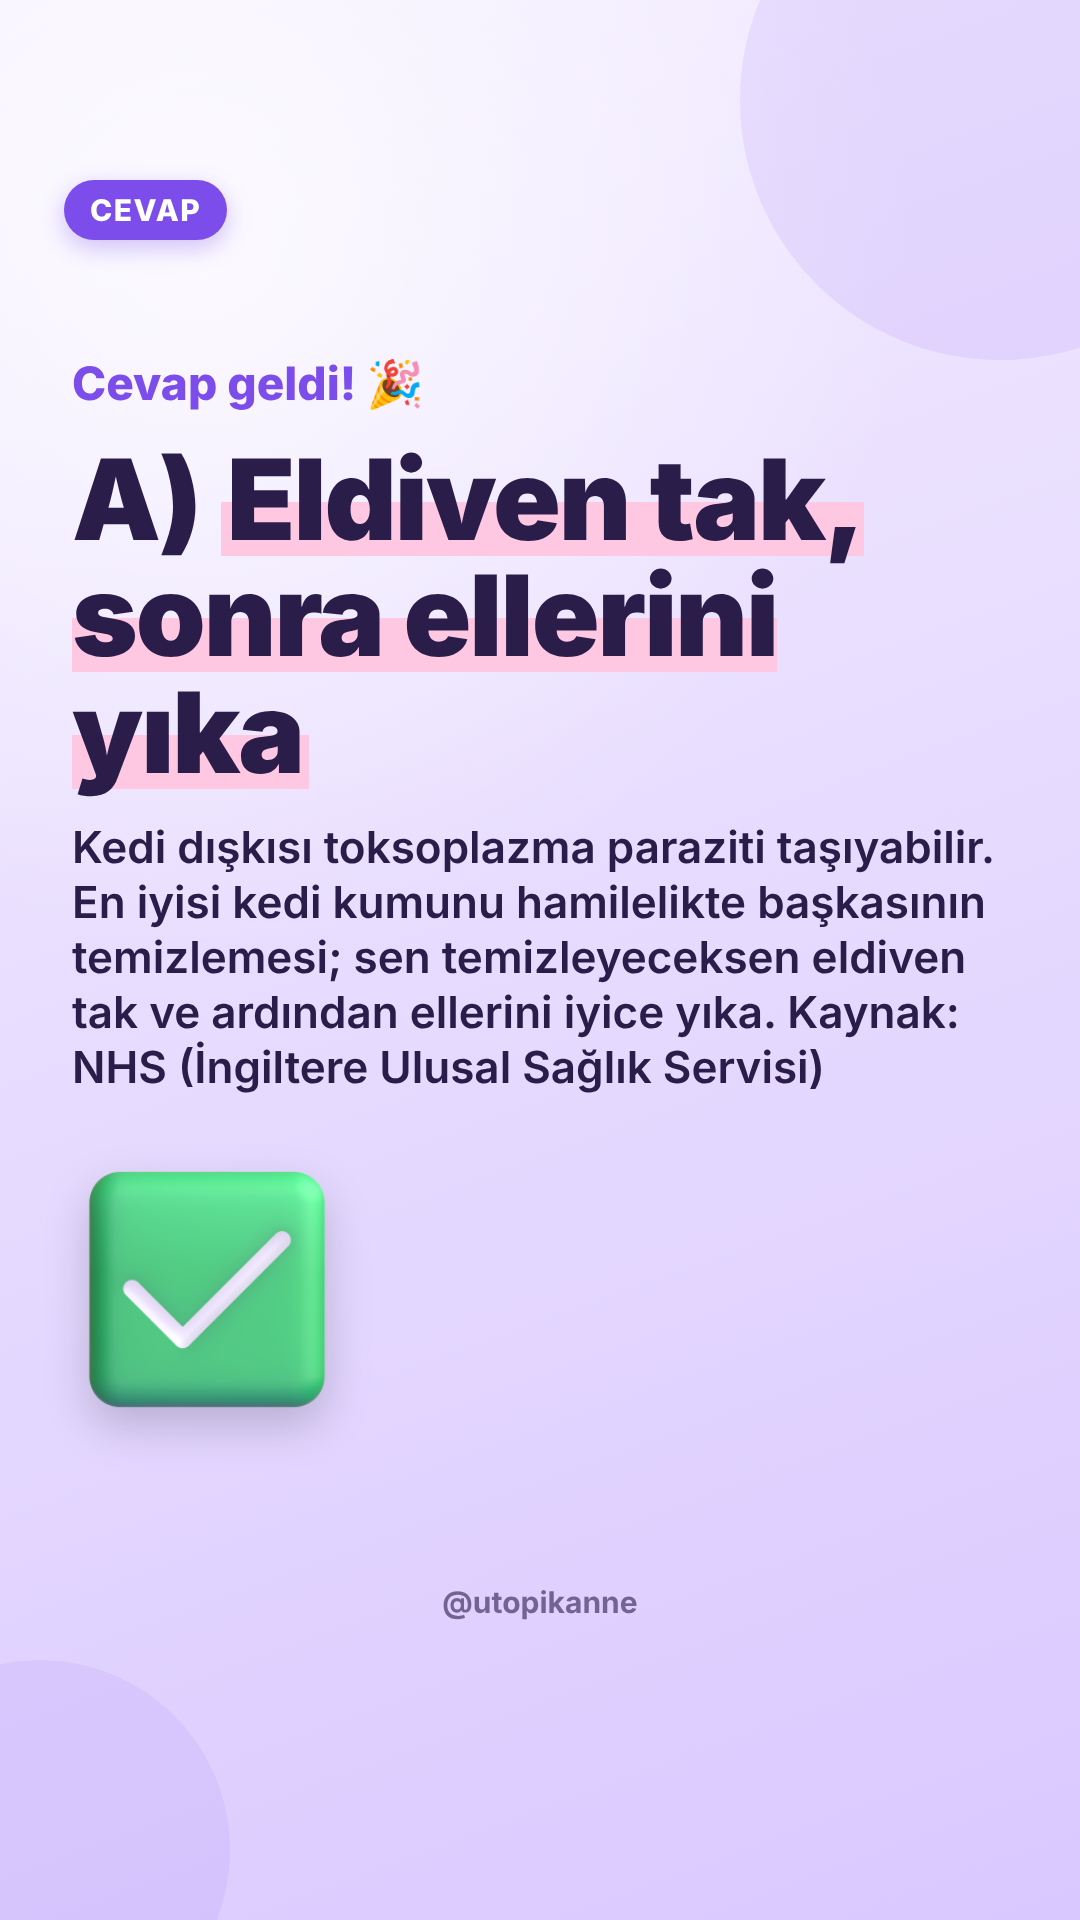 CEVAP
Cevap geldi! 🎉
A) Eldiven tak,
sonra ellerini
yıka
Kedi dışkısı toksoplazma paraziti taşıyabilir.
En iyisi kedi kumunu hamilelikte başkasının
temizlemesi; sen temizleyeceksen eldiven
tak ve ardından ellerini iyice yıka. Kaynak:
NHS (İngiltere Ulusal Sağlık Servisi)
@utopikanne